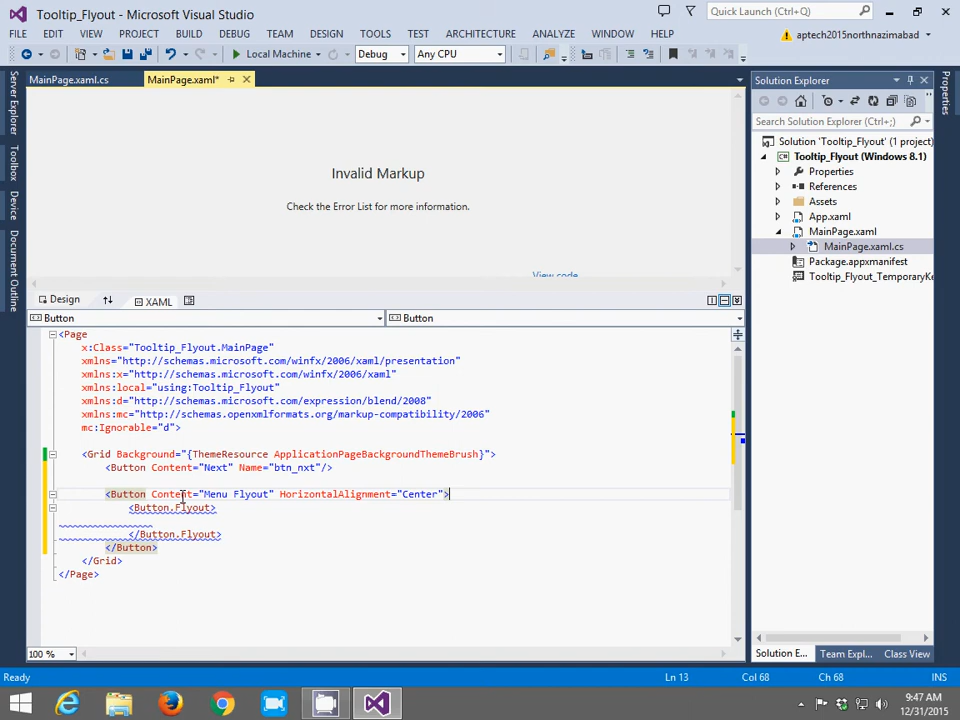 Tooltip_Flyout - Microsoft Visual Studio
Quick Launch (Ctrl+Q)
FILE EDIT VIEW PROJECT BUILD DEBUG TEAM DESIGN TOOLS TEST ARCHITECTURE ANALYZE WINDOW HELP
aptech2015northnazimabad
Local Machine Debug Any CPU
MainPage.xaml.cs MainPage.xaml*
Solution Explorer
Search Solution Explorer (Ctrl+;)
Server Explorer
Toolbox
Device
Document Outline
Properties
Invalid Markup
Check the Error List for more information.
View code
Solution 'Tooltip_Flyout' (1 project)
Tooltip_Flyout (Windows 8.1)
Properties
References
Assets
App.xaml
MainPage.xaml
MainPage.xaml.cs
Package.appxmanifest
Tooltip_Flyout_TemporaryKe
Design XAML
Button Button
<Page
x:Class="Tooltip_Flyout.MainPage"
xmlns="http://schemas.microsoft.com/winfx/2006/xaml/presentation"
xmlns:x="http://schemas.microsoft.com/winfx/2006/xaml"
xmlns:local="using:Tooltip_Flyout"
xmlns:d="http://schemas.microsoft.com/expression/blend/2008"
xmlns:mc="http://schemas.openxmlformats.org/markup-compatibility/2006"
mc:Ignorable="d">
<Grid Background="{ThemeResource ApplicationPageBackgroundThemeBrush}">
<Button Content="Next" Name="btn_nxt"/>
<Button Content="Menu Flyout" HorizontalAlignment="Center">
<Button.Flyout>
</Button.Flyout>
</Button>
</Grid>
</Page>
100 %
Solution E... Team Expl... Class View
Ready Ln 13 Col 68 Ch 68 INS
9:47 AM
12/31/2015